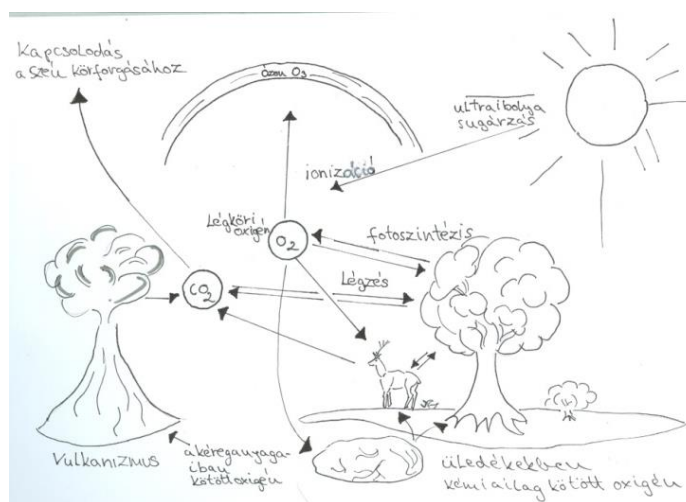 Kapcsolodás
a szén körforgásához
ózon O3
ultraibolya
sugárzás
ionizáció
Légköri
oxigén
O2
fotoszintézis
CO2
Légzés
Vulkanizmus
a kéreganyaga-
iban
kötött oxigén
üledékekben
kémiailag kötött oxigén